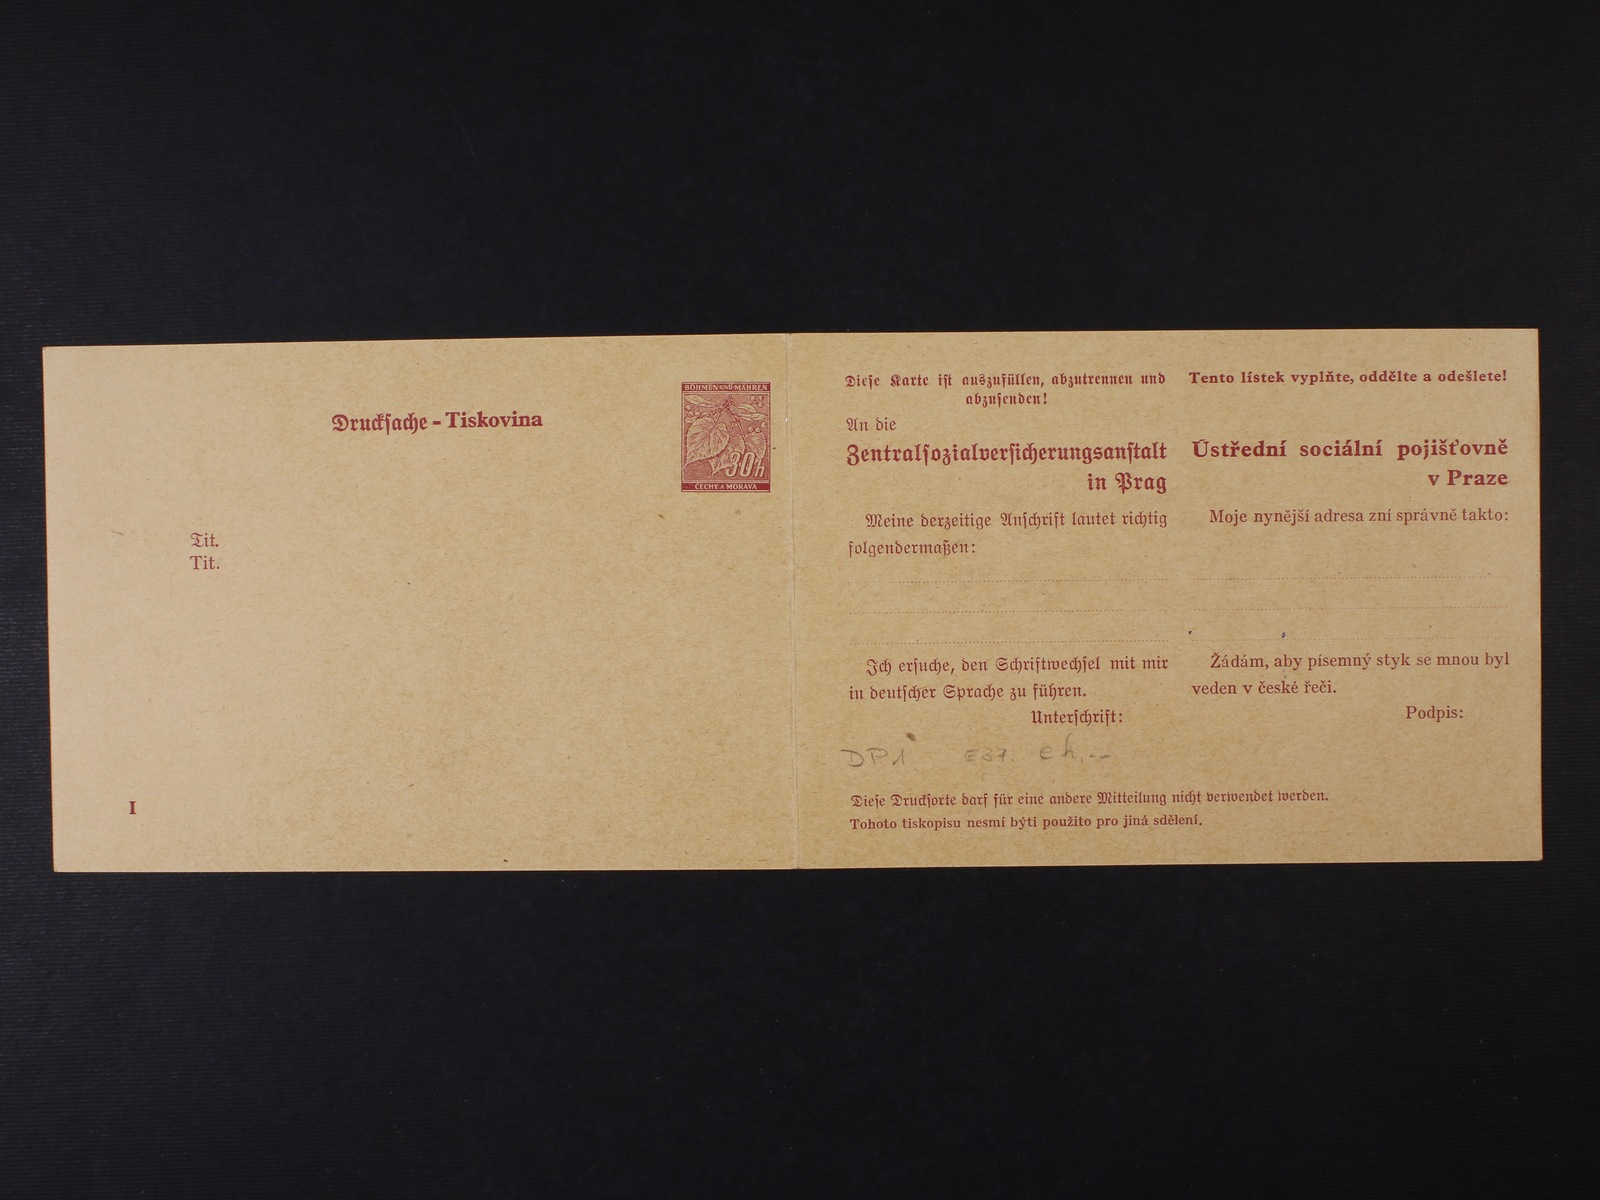 Drucksache - Tiskovina
BÖHMEN UND MÄHREN
30h
ČECHY A MORAVA
Tit.
Tit.
I
Diese Karte ist auszufüllen, abzutrennen und
abzusenden!
An die
Zentralsozialversicherungsanstalt
in Prag
Meine derzeitige Anschrift lautet richtig
folgendermaßen:
Ich ersuche, den Schriftwechsel mit mir
in deutscher Sprache zu führen.
Unterschrift:
Tento lístek vyplňte, oddělte a odešlete!
Ústřední sociální pojišťovně
v Praze
Moje nynější adresa zní správně takto:
Žádám, aby písemný styk se mnou byl
veden v české řeči.
Podpis:
DP1
Diese Drucksorte darf für eine andere Mitteilung nicht verwendet werden.
Tohoto tiskopisu nesmí býti použito pro jiná sdělení.